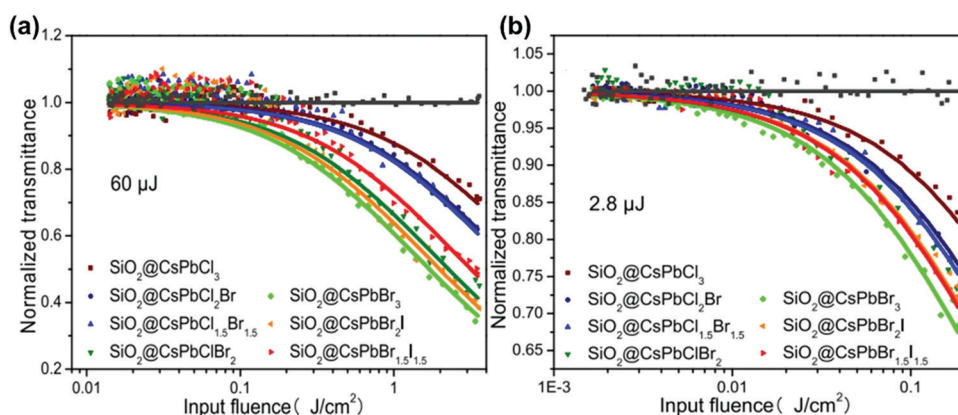 (a)
Normalized transmittance
1.2
1.0
0.8
0.6
0.4
0.2
60 μJ
SiO2@CsPbCl3
SiO2@CsPbCl2Br
SiO2@CsPbCl1.5Br1.5
SiO2@CsPbClBr2
SiO2@CsPbBr3
SiO2@CsPbBr2I
SiO2@CsPbBr1.5I1.5
0.01 0.1 1
Input fluence( J/cm2)
(b)
Normalized transmittance
1.05
1.00
0.95
0.90
0.85
0.80
0.75
0.70
0.65
2.8 μJ
SiO2@CsPbCl3
SiO2@CsPbCl2Br
SiO2@CsPbCl1.5Br1.5
SiO2@CsPbClBr2
SiO2@CsPbBr3
SiO2@CsPbBr2I
SiO2@CsPbBr1.5I1.5
1E-3 0.01 0.1
Input fluence( J/cm2)